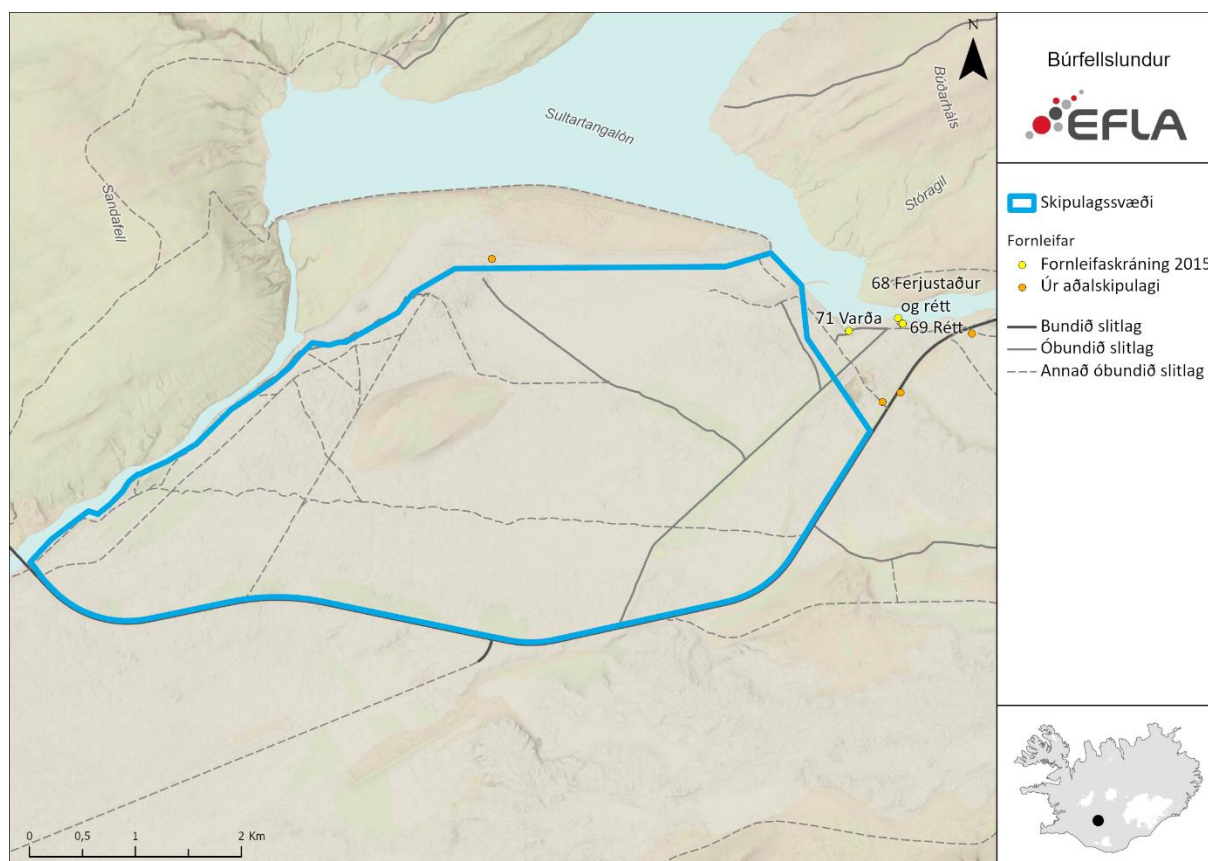 N
Sultartangalón
Búðarháls
Sandafell
Stóragil
68 Ferjustaður
og rétt
71 Varða
69 Rétt
0 0,5 1 2 Km
Búrfellslundur
EFLA
Skipulagssvæði
Fornleifar
Fornleifaskráning 2015
Úr aðalskipulagi
Bundið slitlag
Óbundið slitlag
Annað óbundið slitlag